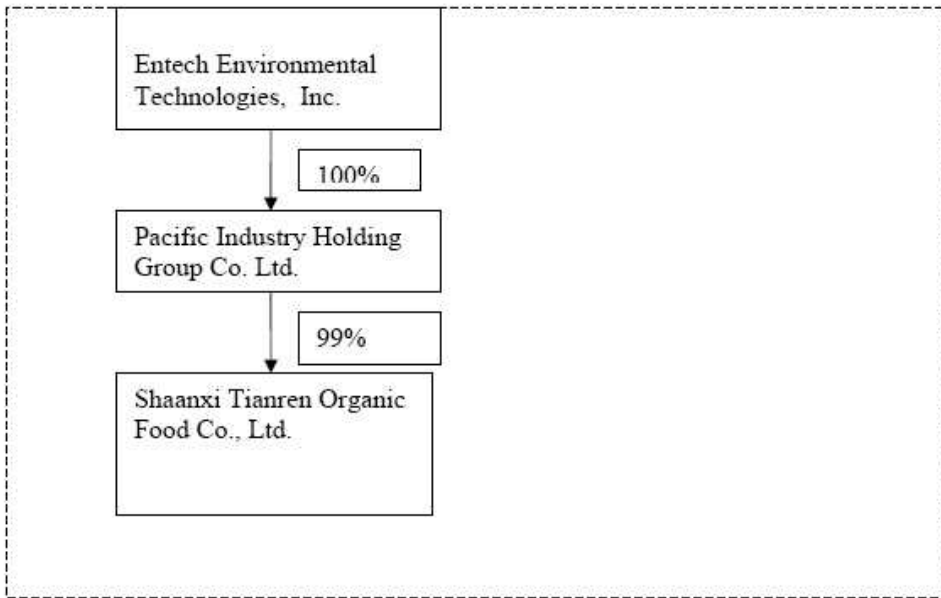 Entech Environmental
Technologies, Inc.
100%
Pacific Industry Holding
Group Co. Ltd.
99%
Shaanxi Tianren Organic
Food Co., Ltd.